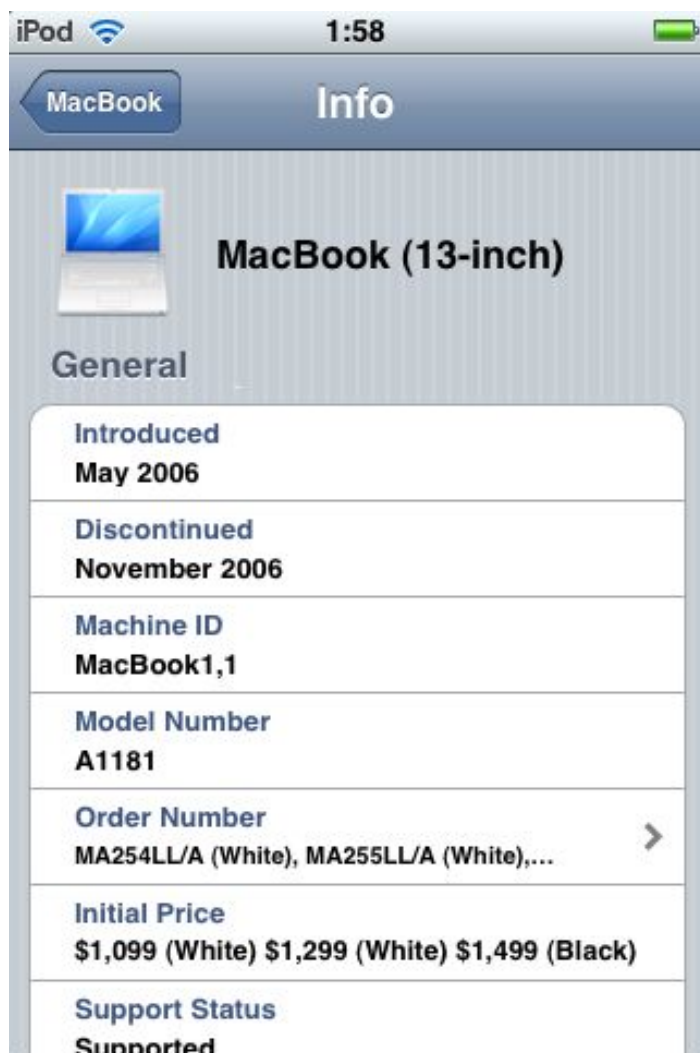 iPod 1:58
MacBook Info
MacBook (13-inch)
General
Introduced
May 2006
Discontinued
November 2006
Machine ID
MacBook1,1
Model Number
A1181
Order Number
MA254LL/A (White), MA255LL/A (White),...
Initial Price
$1,099 (White) $1,299 (White) $1,499 (Black)
Support Status
Supported